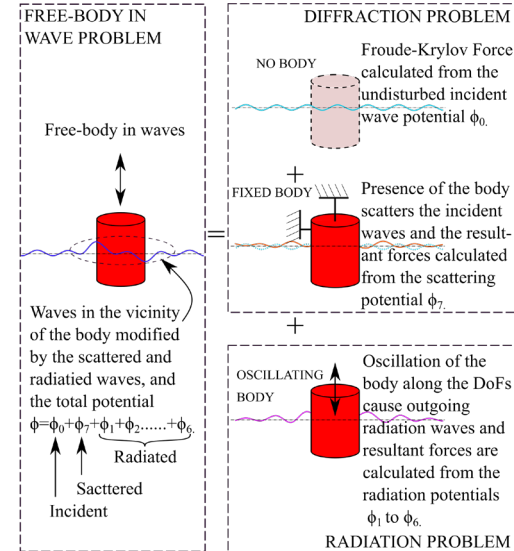 FREE-BODY IN
WAVE PROBLEM
Free-body in waves
Waves in the vicinity
of the body modified
by the scattered and
radiatied waves, and
the total potential
ϕ=ϕ0+ϕ7+ϕ1+ϕ2......+ϕ6.
Radiated
Sacttered
Incident
=
DIFFRACTION PROBLEM
NO BODY
Froude-Krylov Force
calculated from the
undisturbed incident
wave potential ϕ0.
+
FIXED BODY
Presence of the body
scatters the incident
waves and the result-
ant forces calculated
from the scattering
potential ϕ7.
+
OSCILLATING
BODY
Oscillation of the
body along the DoFs
cause outgoing
radiation waves and
resultant forces are
calculated from the
radiation potentials
ϕ1 to ϕ6.
RADIATION PROBLEM